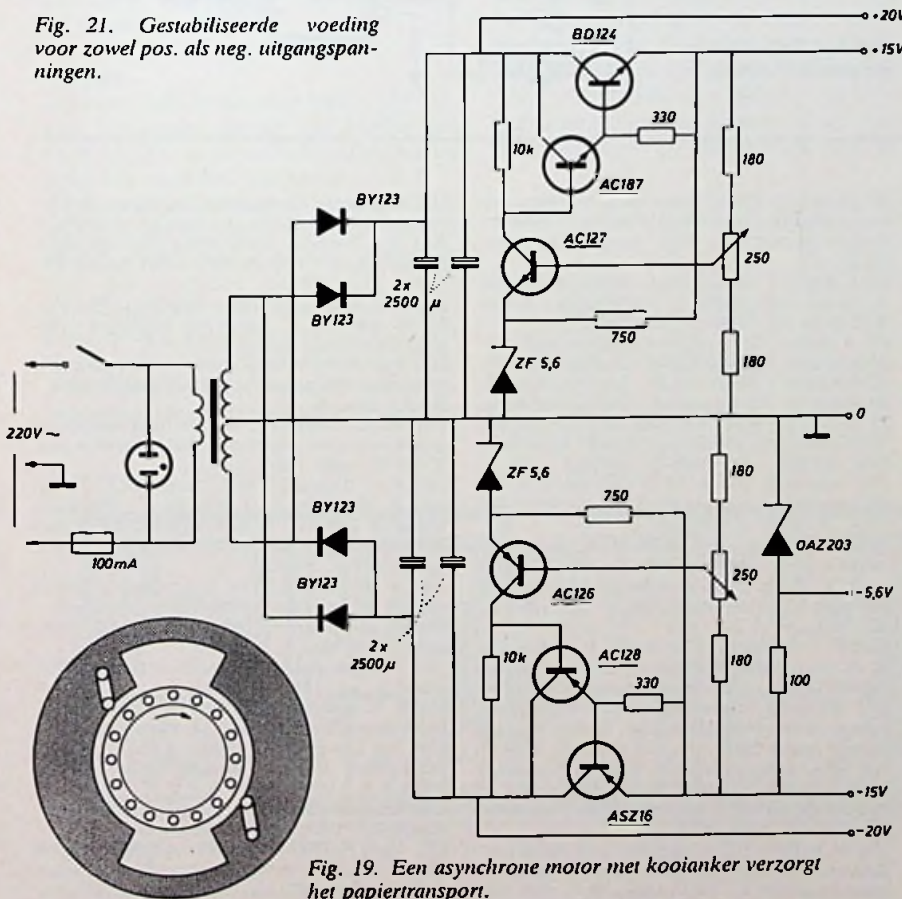 Fig. 21. Gestabiliseerde voeding
voor zowel pos. als neg. uitgangspan-
ningen.
+20V
BD124
+15V
10k
330
180
AC187
BY123
AC127
250
2x
2500 µ
BY123
750
ZF 5,6
180
220V ~
0
ZF 5,6
180
750
BY123
OAZ203
100mA
250
AC126
-5,6V
BY123
2x
2500µ
10k
AC128
180
100
330
-15V
ASZ16
-20V
Fig. 19. Een asynchrone motor met kooianker verzorgt
het papiertransport.